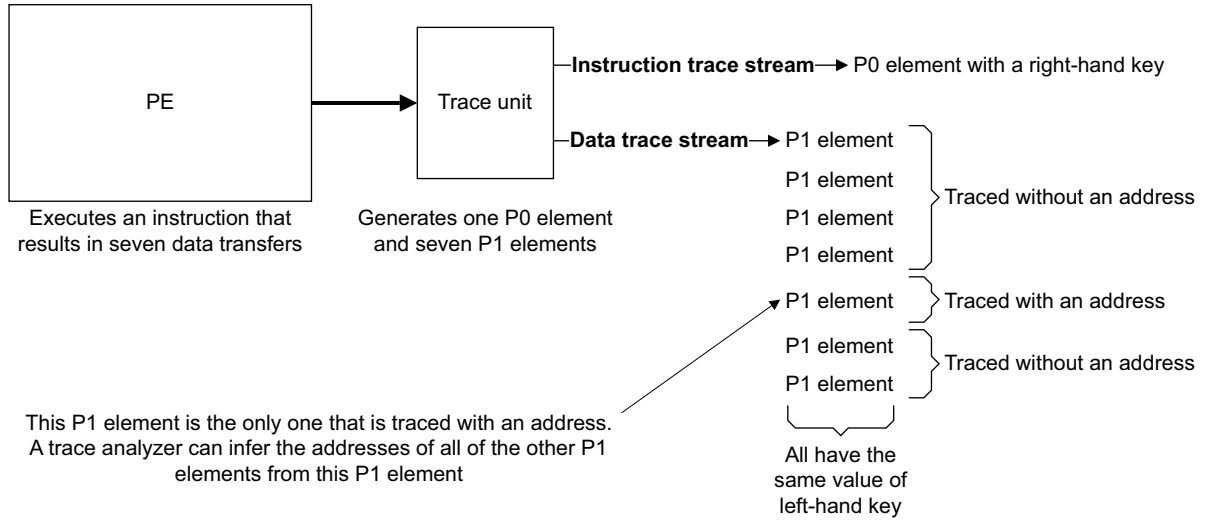 PE
Trace unit
Instruction trace stream
P0 element with a right-hand key
Data trace stream
P1 element
P1 element
P1 element
P1 element
Traced without an address
Executes an instruction that
results in seven data transfers
Generates one P0 element
and seven P1 elements
P1 element
Traced with an address
P1 element
P1 element
Traced without an address
This P1 element is the only one that is traced with an address.
A trace analyzer can infer the addresses of all of the other P1
elements from this P1 element
All have the
same value of
left-hand key